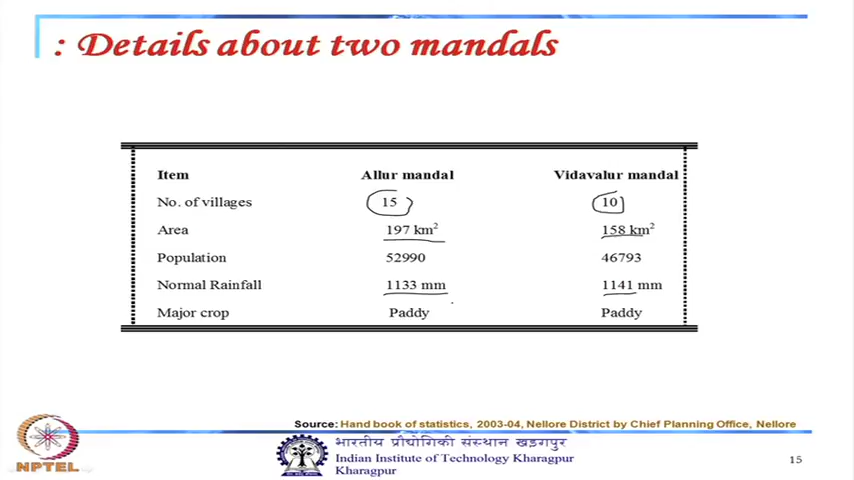 : Details about two mandals
Item Allur mandal Vidavalur mandal
No. of villages 15 10
Area 197 km² 158 km²
Population 52990 46793
Normal Rainfall 1133 mm 1141 mm
Major crop Paddy Paddy
Source: Hand book of statistics, 2003-04, Nellore District by Chief Planning Office, Nellore
भारतीय प्रौद्योगिकी संस्थान खड़गपुर
Indian Institute of Technology Kharagpur
Kharagpur
NPTEL
15